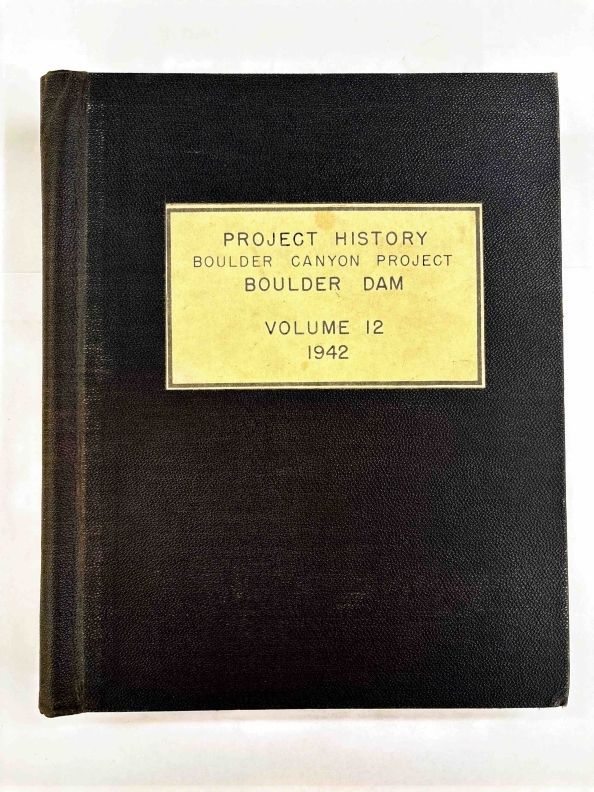 PROJECT HISTORY
BOULDER CANYON PROJECT
BOULDER DAM
VOLUME 12
1942